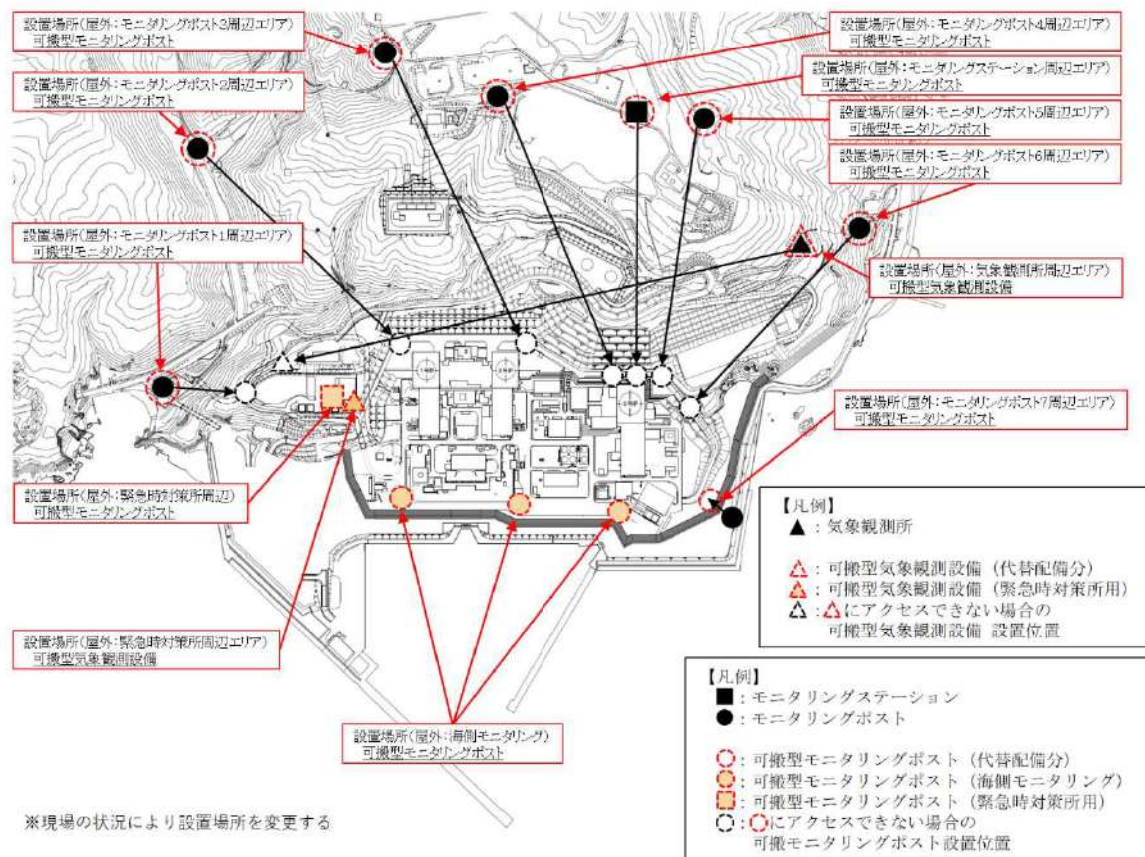 設置場所(屋外:モニタリングポスト3周辺エリア)
可搬型モニタリングポスト
設置場所(屋外:モニタリングポスト2周辺エリア)
可搬型モニタリングポスト
設置場所(屋外:モニタリングポスト1周辺エリア)
可搬型モニタリングポスト
設置場所(屋外:モニタリングポスト4周辺エリア)
可搬型モニタリングポスト
設置場所(屋外:モニタリングステーション周辺エリア)
可搬型モニタリングポスト
設置場所(屋外:モニタリングポスト5周辺エリア)
可搬型モニタリングポスト
設置場所(屋外:モニタリングポスト6周辺エリア)
可搬型モニタリングポスト
設置場所(屋外:気象観測所周辺エリア)
可搬型気象観測設備
設置場所(屋外:モニタリングポスト7周辺エリア)
可搬型モニタリングポスト
設置場所(屋外:緊急時対策所周辺)
可搬型モニタリングポスト
設置場所(屋外:緊急時対策所周辺エリア)
可搬型気象観測設備
設置場所(屋外:海側モニタリング)
可搬型モニタリングポスト
【凡例】
▲:気象観測所
△:可搬型気象観測設備(代替配備分)
△:可搬型気象観測設備(緊急時対策所用)
△:△にアクセスできない場合の
可搬型気象観測設備 設置位置
【凡例】
■:モニタリングステーション
●:モニタリングポスト
○:可搬型モニタリングポスト(代替配備分)
○:可搬型モニタリングポスト(海側モニタリング)
□:可搬型モニタリングポスト(緊急時対策所用)
○:○にアクセスできない場合の
可搬モニタリングポスト設置位置
※現場の状況により設置場所を変更する